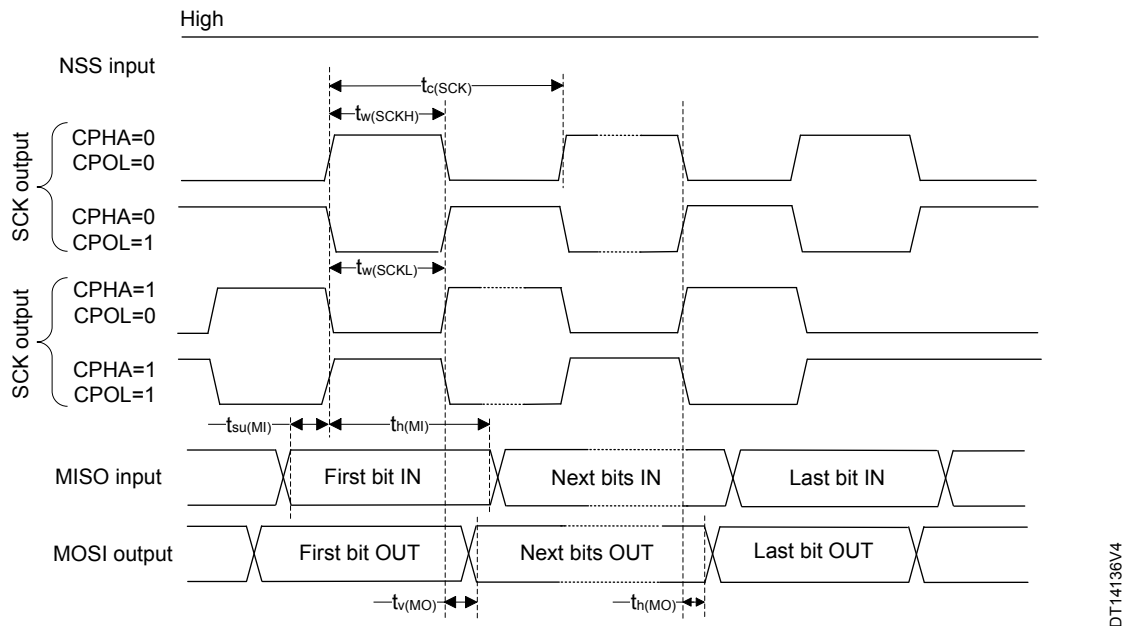 High
NSS input
tc(SCK)
tw(SCKH)
SCK output
CPHA=0
CPOL=0
CPHA=0
CPOL=1
tw(SCKL)
SCK output
CPHA=1
CPOL=0
CPHA=1
CPOL=1
tsu(MI)
th(MI)
MISO input
First bit IN
Next bits IN
Last bit IN
MOSI output
First bit OUT
Next bits OUT
Last bit OUT
tv(MO)
th(MO)
DT14136V4